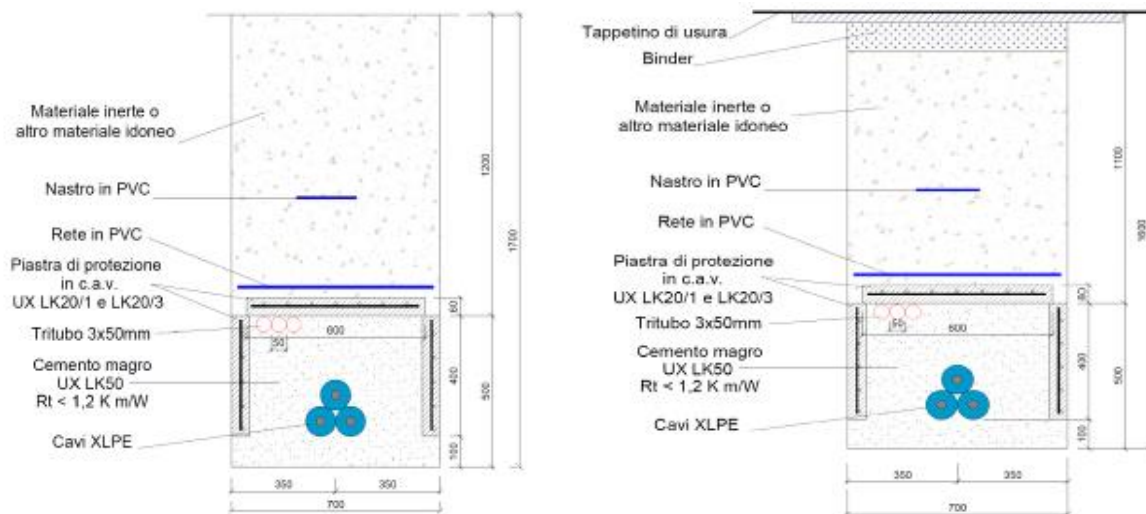 Materiale inerte o
altro materiale idoneo
Nastro in PVC
Rete in PVC
Piastra di protezione
in c.a.v.
UX LK20/1 e LK20/3
Tritubo 3x50mm
Cemento magro
UX LK50
Rt < 1,2 K m/W
Cavi XLPE
1200
1700
60
400
500
100
50
600
350
350
700
Tappetino di usura
Binder
Materiale inerte o
altro materiale idoneo
Nastro in PVC
Rete in PVC
Piastra di protezione
in c.a.v.
UX LK20/1 e LK20/3
Tritubo 3x50mm
Cemento magro
UX LK50
Rt < 1,2 K m/W
Cavi XLPE
1100
1600
60
400
500
100
50
600
350
350
700